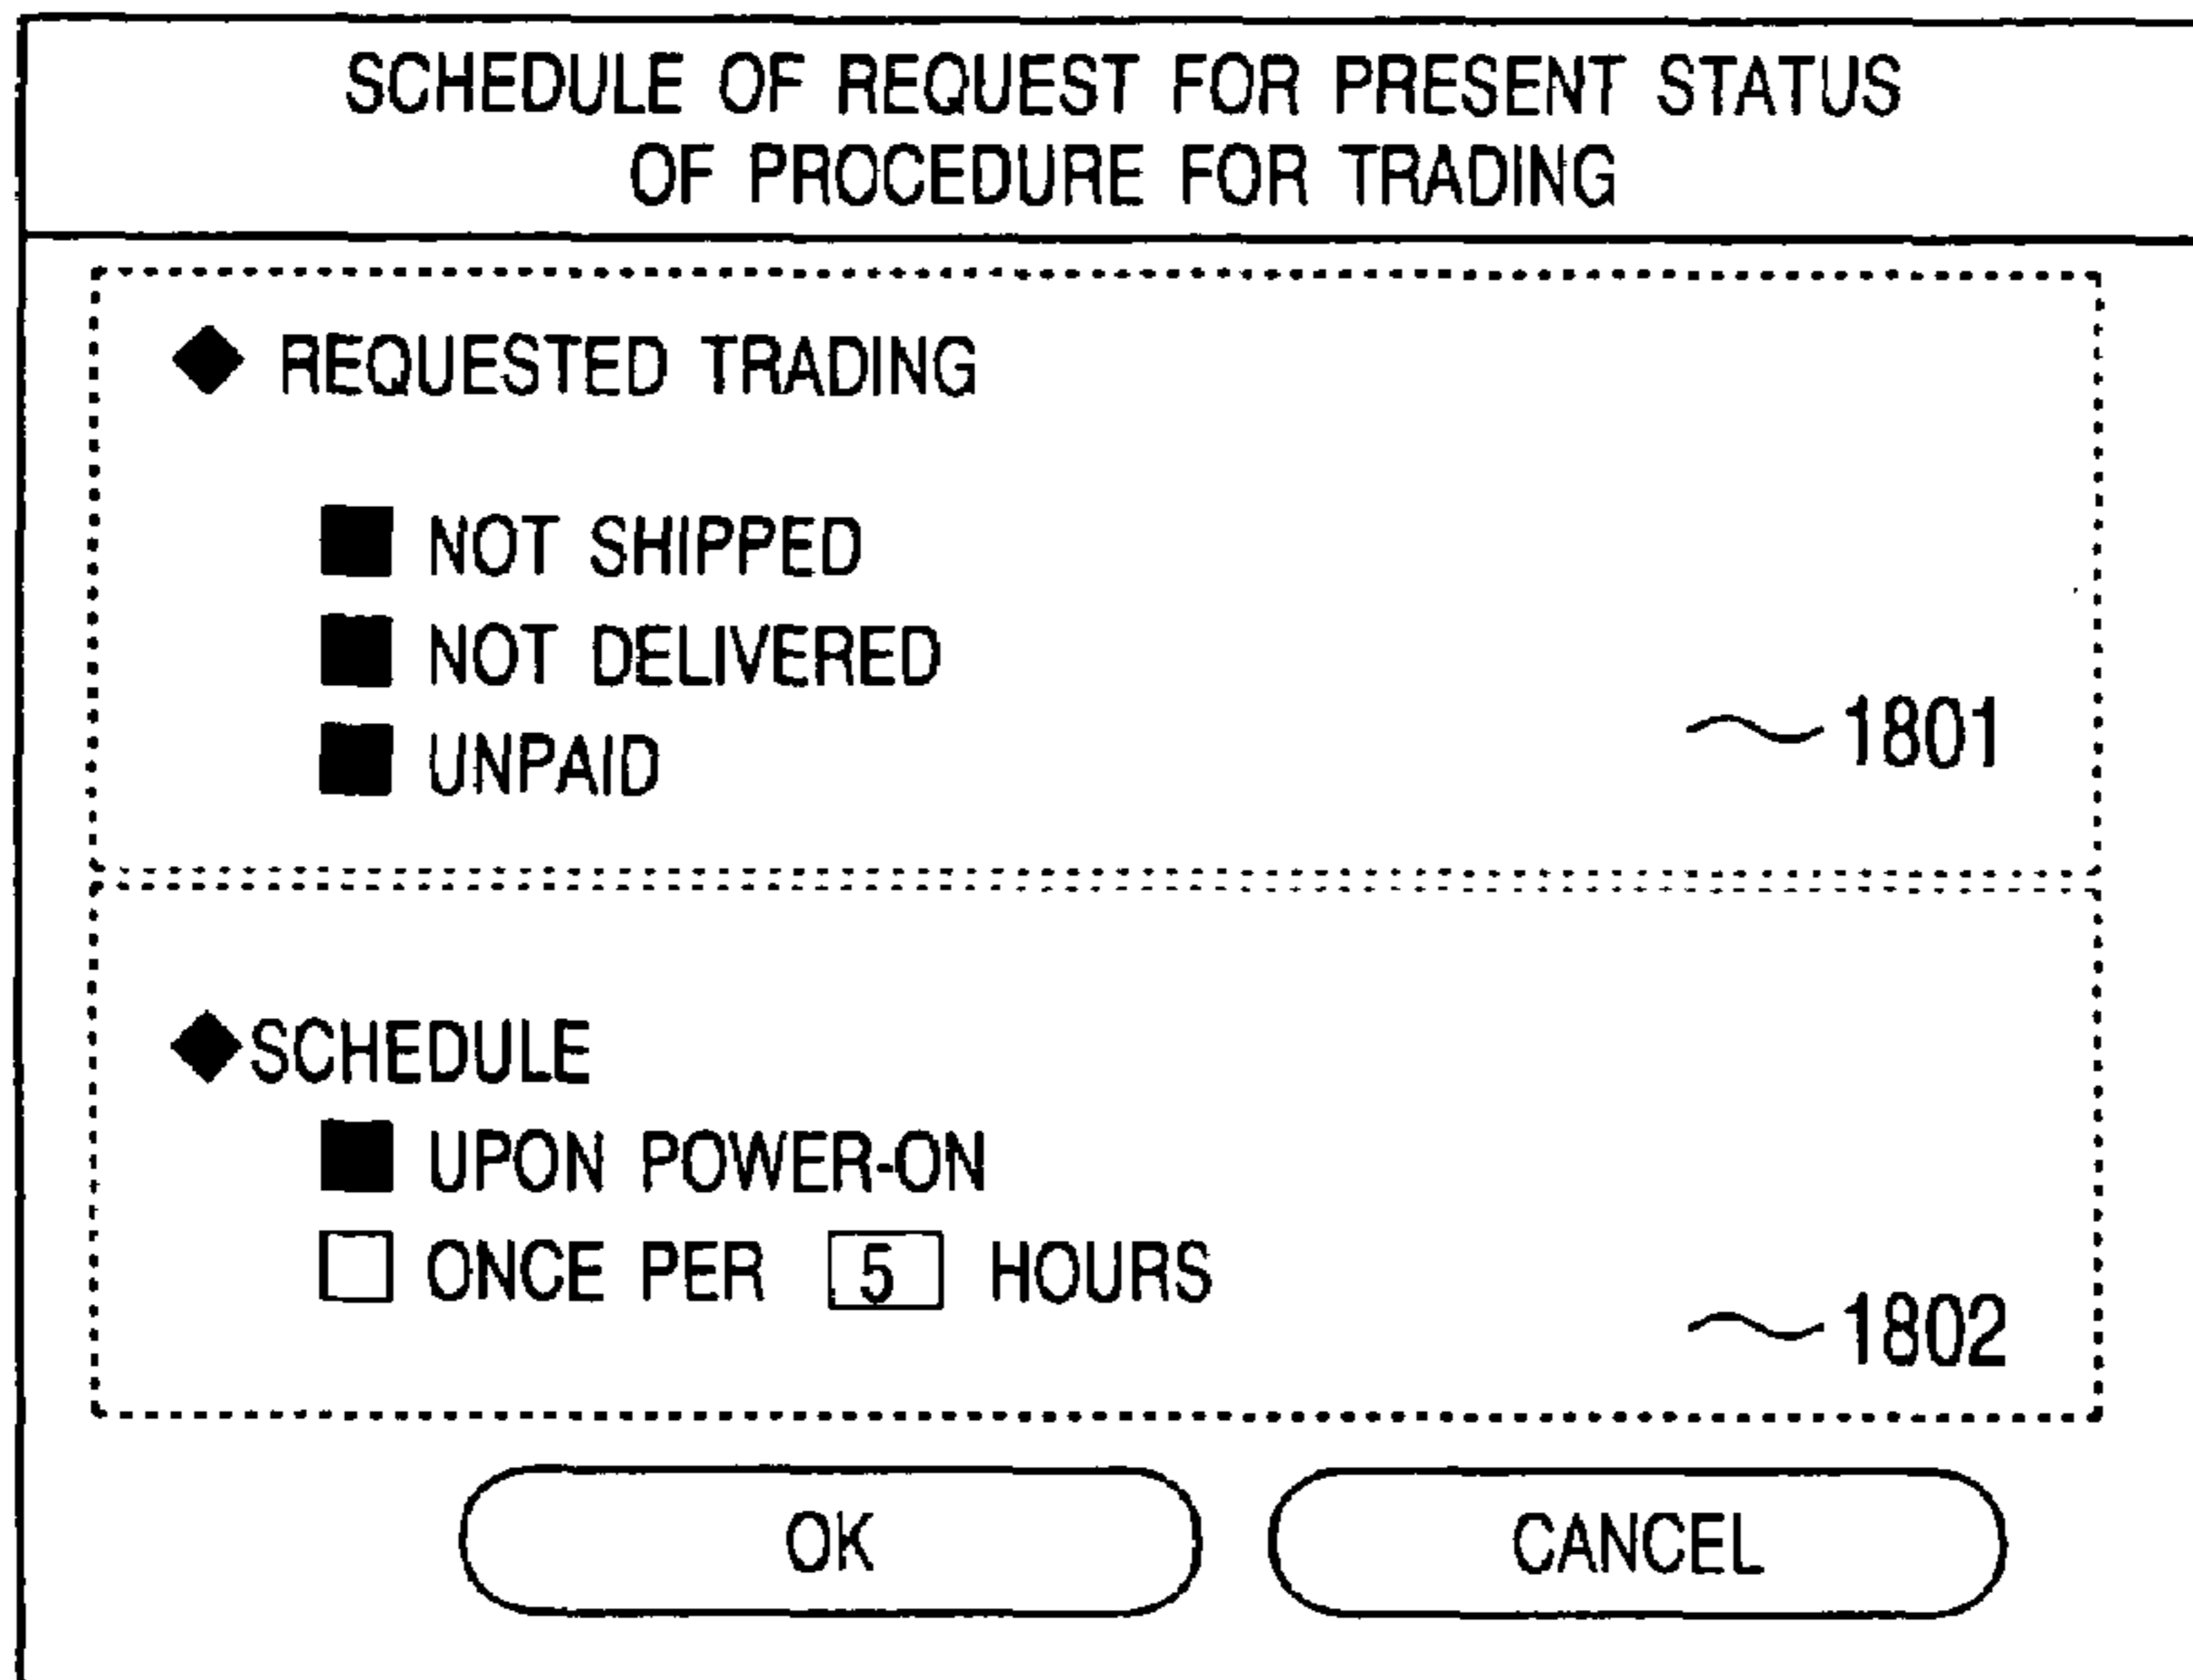 SCHEDULE OF REQUEST FOR PRESENT STATUS
OF PROCEDURE FOR TRADING
◆ REQUESTED TRADING
■ NOT SHIPPED
■ NOT DELIVERED
■ UNPAID
1801
◆SCHEDULE
■ UPON POWER-ON
□ ONCE PER 5 HOURS
1802
OK CANCEL